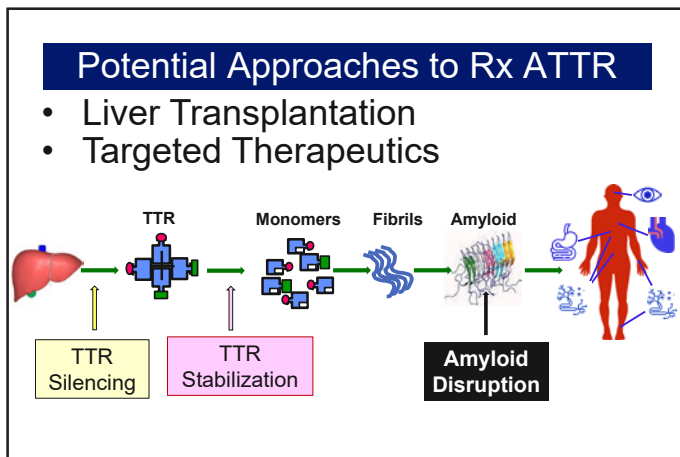 Potential Approaches to Rx ATTR
• Liver Transplantation
• Targeted Therapeutics
TTR
Monomers
Fibrils
Amyloid
TTR
Silencing
TTR
Stabilization
Amyloid
Disruption